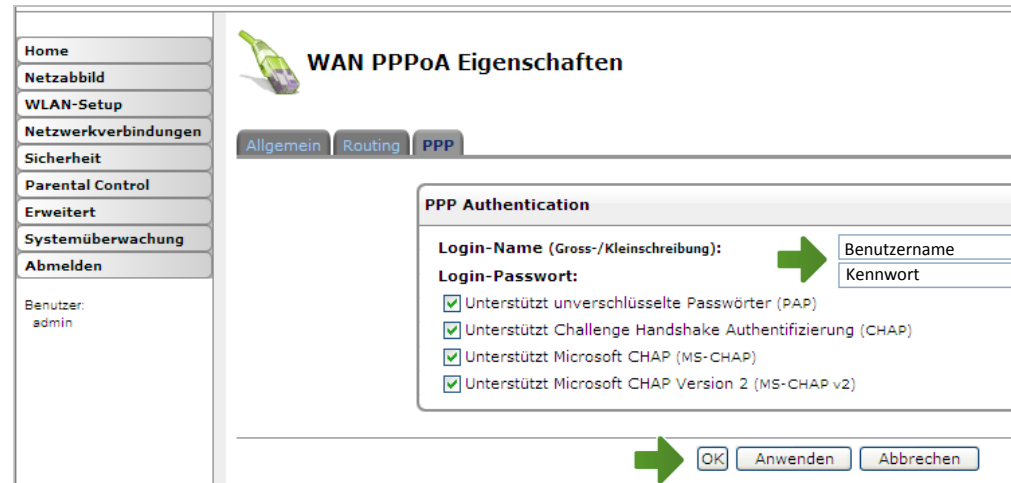 Home
Netzabbild
WLAN-Setup
Netzwerkverbindungen
Sicherheit
Parental Control
Erweitert
Systemüberwachung
Abmelden
Benutzer:
admin
WAN PPPoA Eigenschaften
Allgemein Routing PPP
PPP Authentication
Login-Name (Gross-/Kleinschreibung): Benutzername
Login-Passwort: Kennwort
Unterstützt unverschlüsselte Passwörter (PAP)
Unterstützt Challenge Handshake Authentifizierung (CHAP)
Unterstützt Microsoft CHAP (MS-CHAP)
Unterstützt Microsoft CHAP Version 2 (MS-CHAP v2)
OK Anwenden Abbrechen